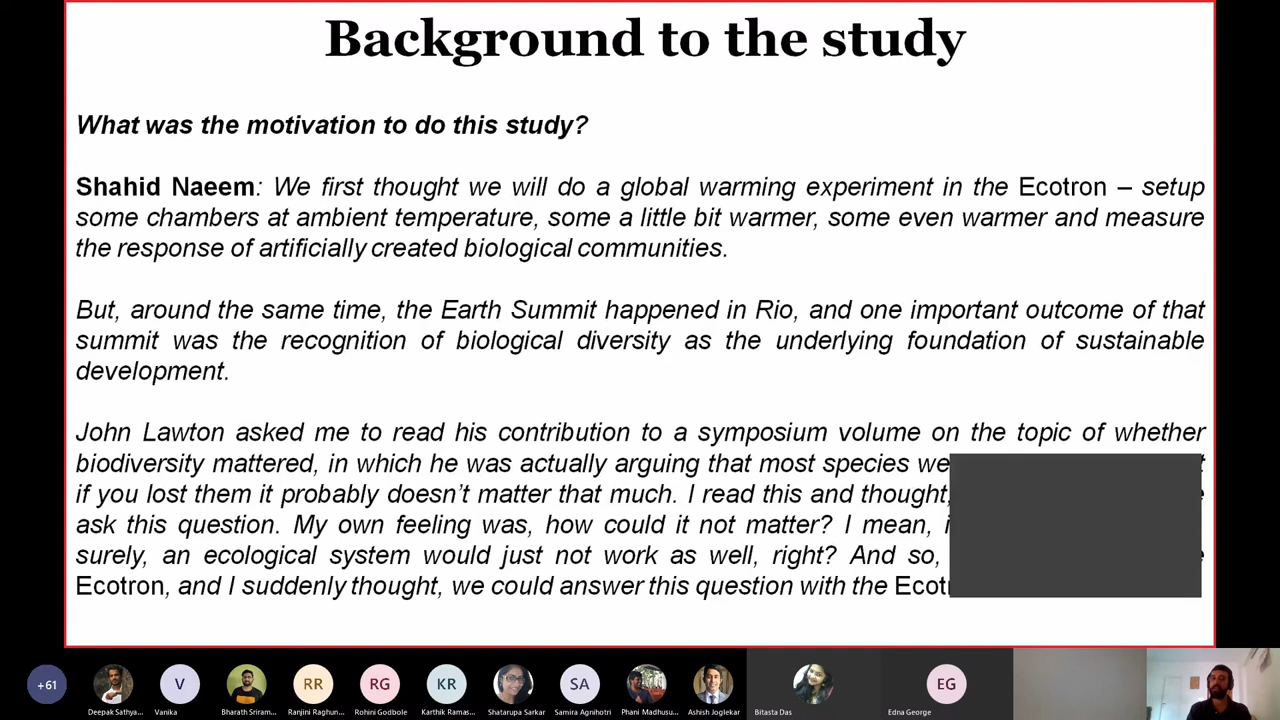 Background to the study
What was the motivation to do this study?
Shahid Naeem: We first thought we will do a global warming experiment in the Ecotron – setup
some chambers at ambient temperature, some a little bit warmer, some even warmer and measure
the response of artificially created biological communities.
But, around the same time, the Earth Summit happened in Rio, and one important outcome of that
summit was the recognition of biological diversity as the underlying foundation of sustainable
development.
John Lawton asked me to read his contribution to a symposium volume on the topic of whether
biodiversity mattered, in which he was actually arguing that most species
if you lost them it probably doesn't matter that much. I read this and thought,
ask this question. My own feeling was, how could it not matter? I mean,
surely, an ecological system would just not work as well, right? And so,
Ecotron, and I suddenly thought, we could answer this question with the
+61
V
RR
RG
KR
SA
EG
Deepak Sathya...
Vanika
Bharath Sriram...
Ranjini Raghun...
Rohini Godbole
Karthik Ramas...
Shatarupa Sarkar
Samira Agnihotri
Phani Madhusu...
Ashish Joglekar
Bitasta Das
Edna George